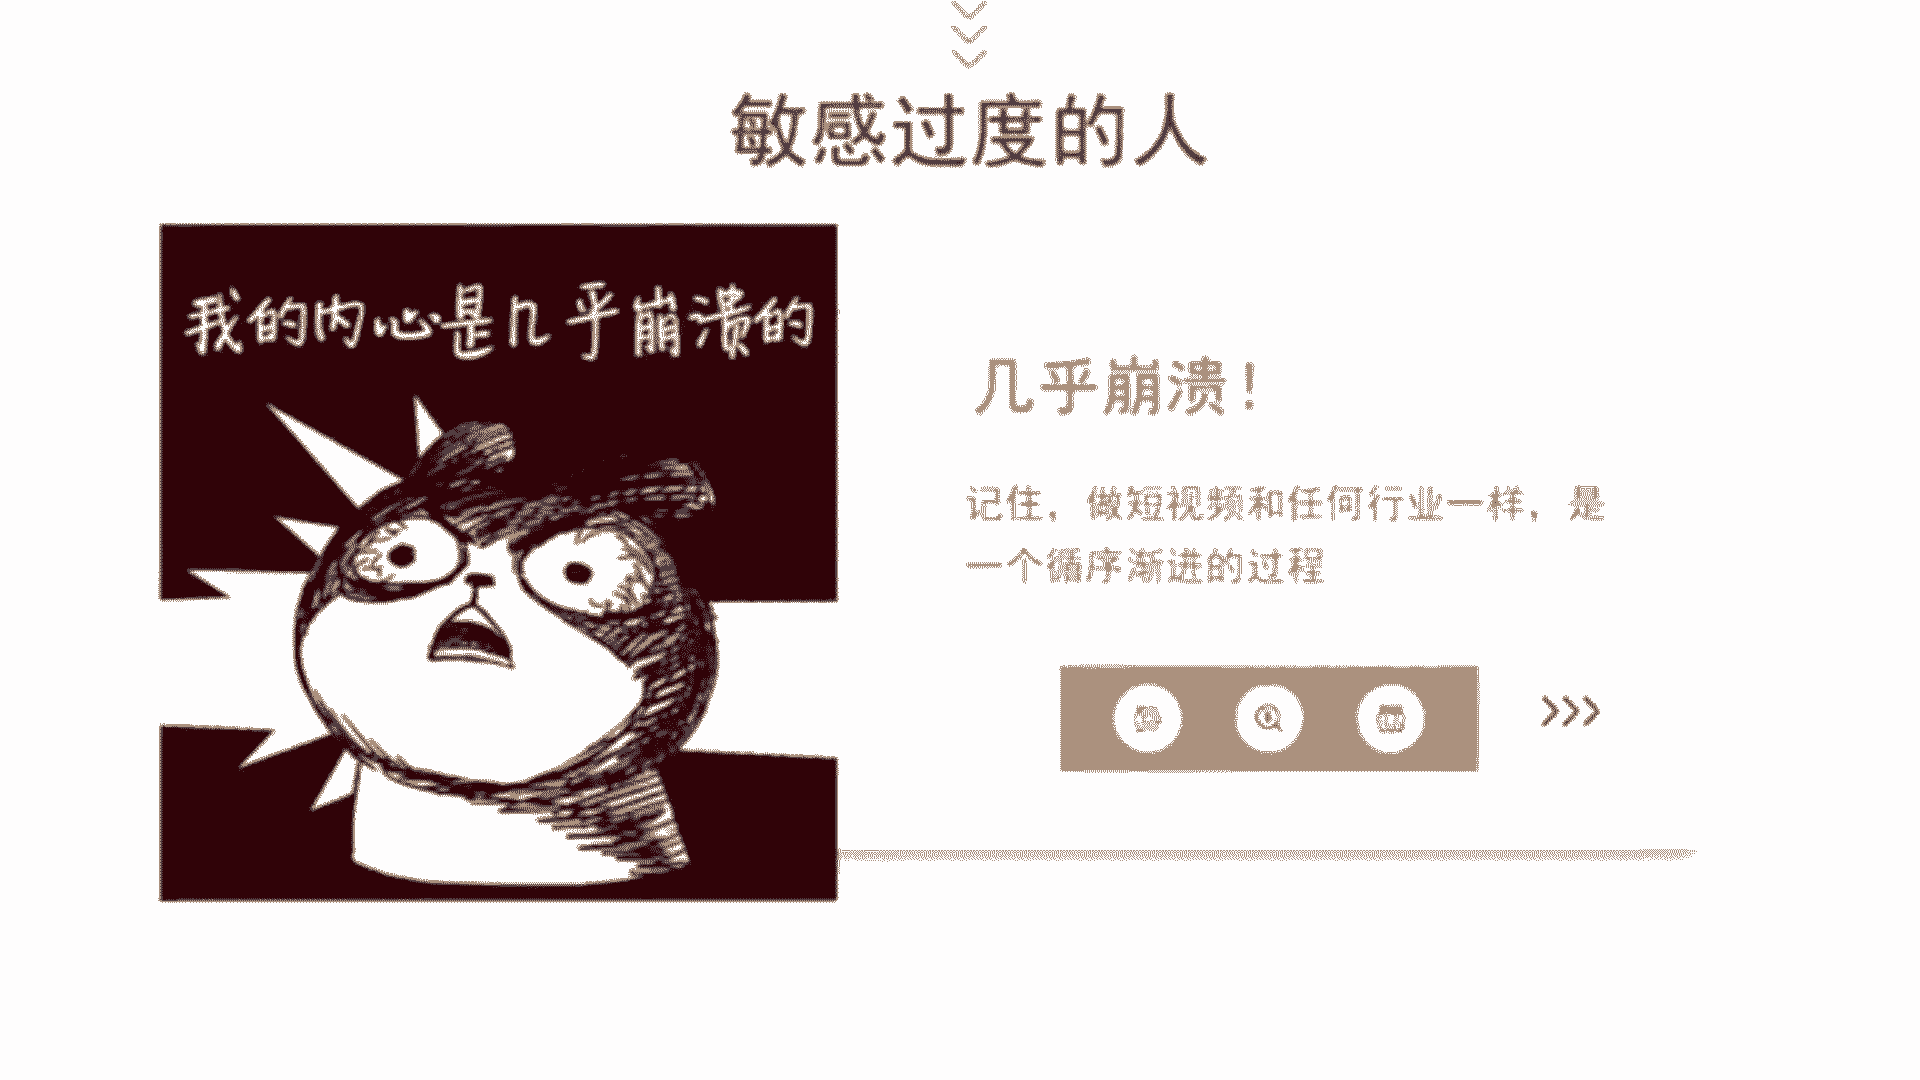 敏感过度的人
我的内心是几乎崩溃的
几乎崩溃！
记住，做短视频和任何行业一样，是
一个循序渐进的过程